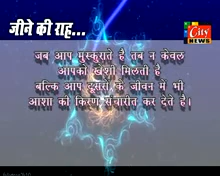 जीने की राह...
City
NEWS
जब आप मुस्कुराते है तब न केवल
आपको खुशी मिलती है
बल्कि आप दूसरों के जीवन में भी
आशा की किरण संचारीत कर देते है।